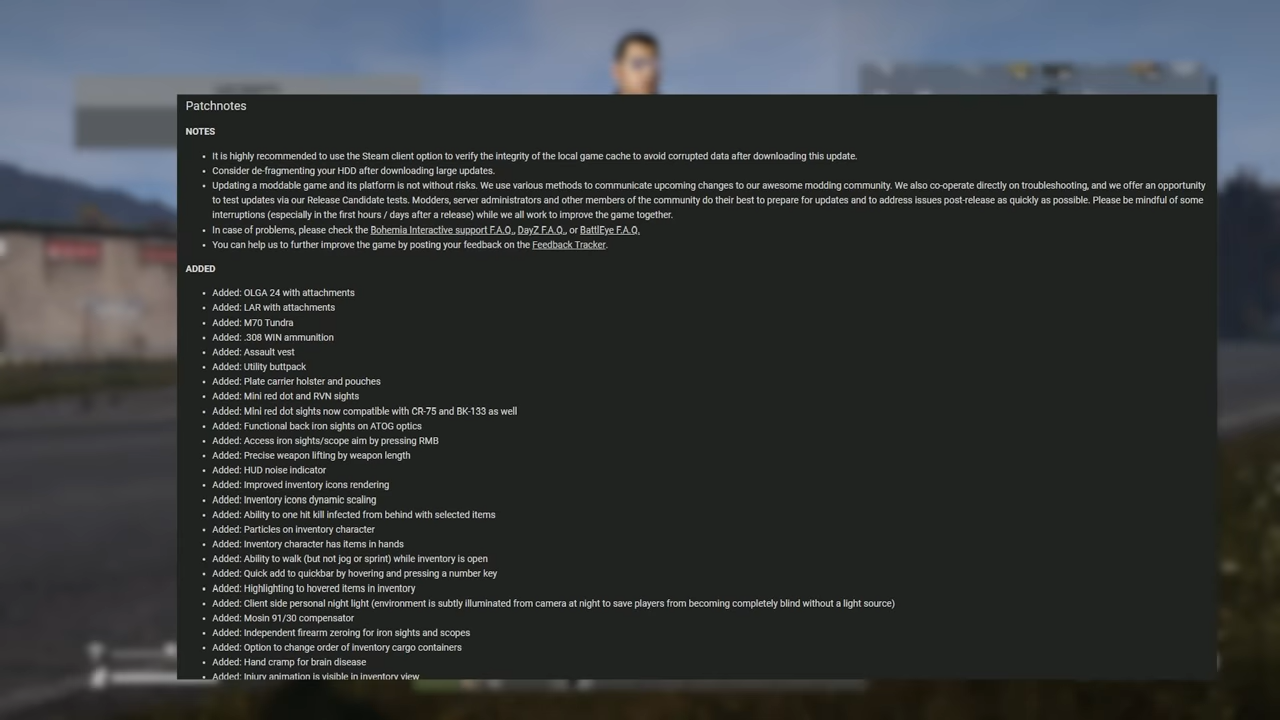 Patchnotes
NOTES
It is highly recommended to use the Steam client option to verify the integrity of the local game cache to avoid corrupted data after downloading this update.
Consider de-fragmenting your HDD after downloading large updates.
Updating a moddable game and its platform is not without risks. We use various methods to communicate upcoming changes to our awesome modding community. We also co-operate directly on troubleshooting, and we offer an opportunity
to test updates via our Release Candidate tests. Modders, server administrators and other members of the community do their best to prepare for updates and to address issues post-release as quickly as possible. Please be mindful of some
interruptions (especially in the first hours / days after a release) while we all work to improve the game together.
In case of problems, please check the Bohemia Interactive support F.A.Q., DayZ F.A.Q., or BattlEye F.A.Q.
You can help us to further improve the game by posting your feedback on the Feedback Tracker.
ADDED
Added: OLGA 24 with attachments
Added: LAR with attachments
Added: M70 Tundra
Added: .308 WIN ammunition
Added: Assault vest
Added: Utility buttpack
Added: Plate carrier holster and pouches
Added: Mini red dot and RVN sights
Added: Mini red dot sights now compatible with CR-75 and BK-133 as well
Added: Functional back iron sights on ATOG optics
Added: Access iron sights/scope aim by pressing RMB
Added: Precise weapon lifting by weapon length
Added: HUD noise indicator
Added: Improved inventory icons rendering
Added: Inventory icons dynamic scaling
Added: Ability to one hit kill infected from behind with selected items
Added: Particles on inventory character
Added: Inventory character has items in hands
Added: Ability to walk (but not jog or sprint) while inventory is open
Added: Quick add to quickbar by hovering and pressing a number key
Added: Highlighting to hovered items in inventory
Added: Client side personal night light (environment is subtly illuminated from camera at night to save players from becoming completely blind without a light source)
Added: Mosin 91/30 compensator
Added: Independent firearm zeroing for iron sights and scopes
Added: Option to change order of inventory cargo containers
Added: Hand cramp for brain disease
Added: Injury animation is visible in inventory view